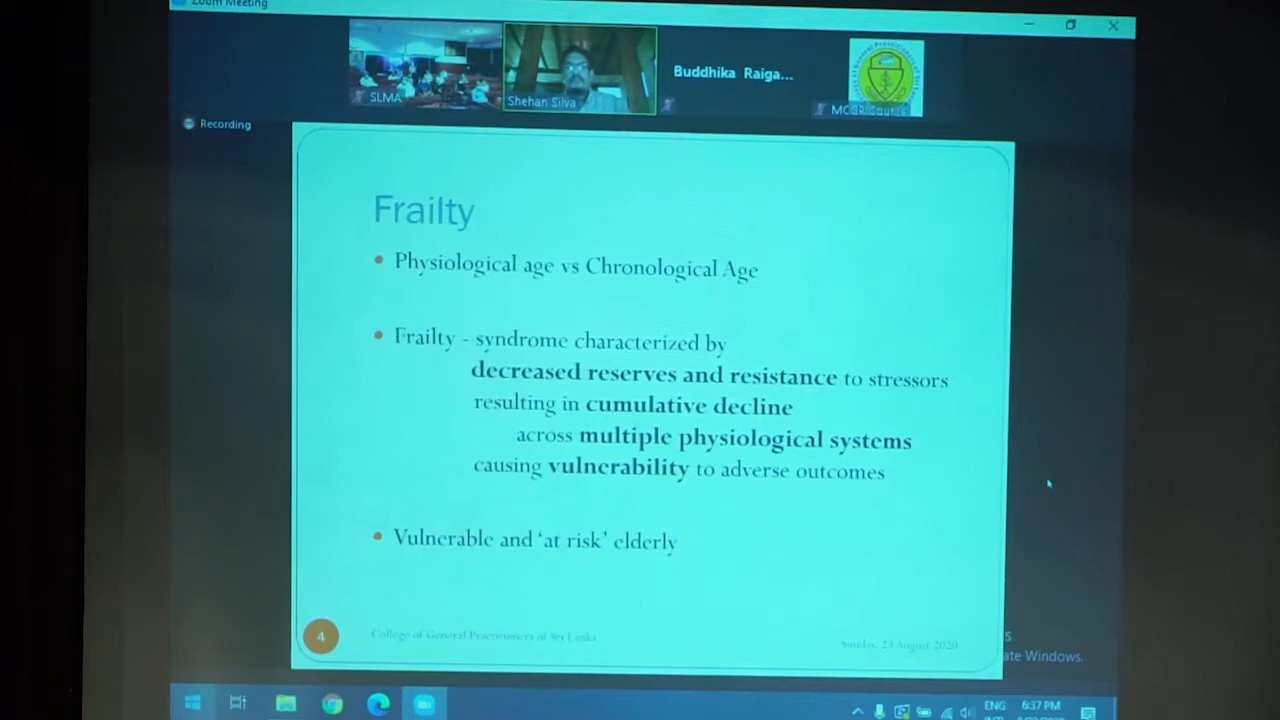 Zoom Meeting
SLMA
Shehan Silva
Buddhika Raiga...
Recording
Frailty
Physiological age vs Chronological Age
Frailty - syndrome characterized by
decreased reserves and resistance to stressors
resulting in cumulative decline
across multiple physiological systems
causing vulnerability to adverse outcomes
Vulnerable and ‘at risk’ elderly
4
College of General Practitioners of Sri Lanka
Sunday, 23 August 2020
ate Windows.
ENG
6:37 PM